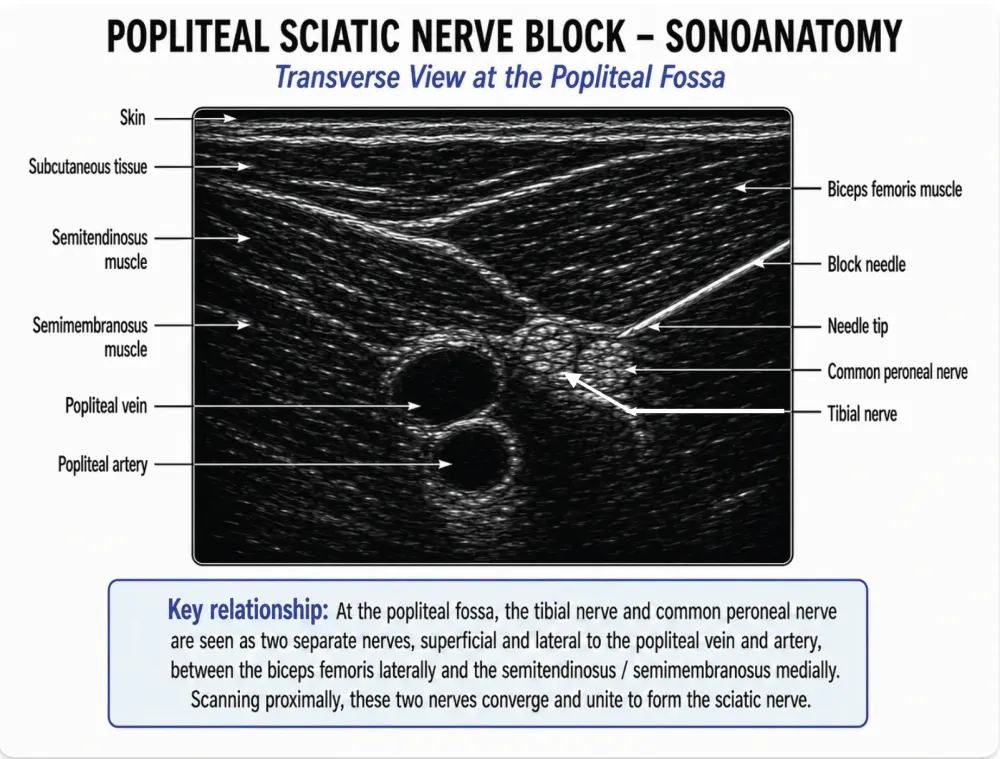 POPLITEAL SCIATIC NERVE BLOCK – SONOANATOMY
Transverse View at the Popliteal Fossa
Skin
Subcutaneous tissue
Semitendinosus
muscle
Semimembranosus
muscle
Popliteal vein
Popliteal artery
Biceps femoris muscle
Block needle
Needle tip
Common peroneal nerve
Tibial nerve
Key relationship: At the popliteal fossa, the tibial nerve and common peroneal nerve
are seen as two separate nerves, superficial and lateral to the popliteal vein and artery,
between the biceps femoris laterally and the semitendinosus / semimembranosus medially.
Scanning proximally, these two nerves converge and unite to form the sciatic nerve.